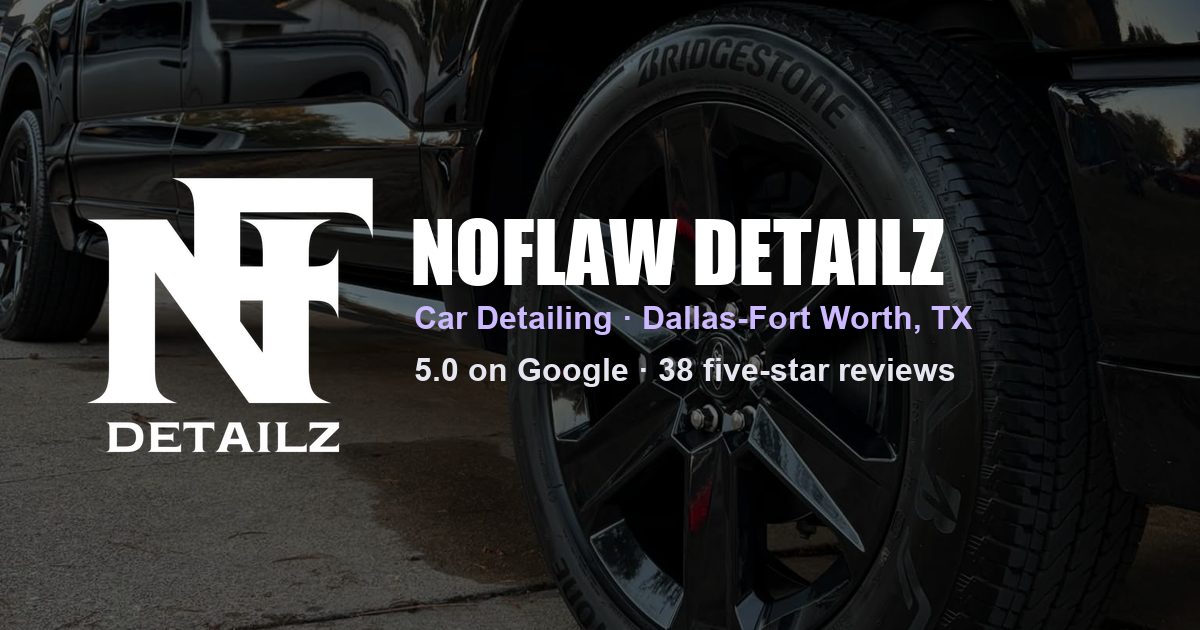 BRIDGESTONE
NF
DETAILZ
NOFLAW DETAILZ
Car Detailing · Dallas-Fort Worth, TX
5.0 on Google · 38 five-star reviews